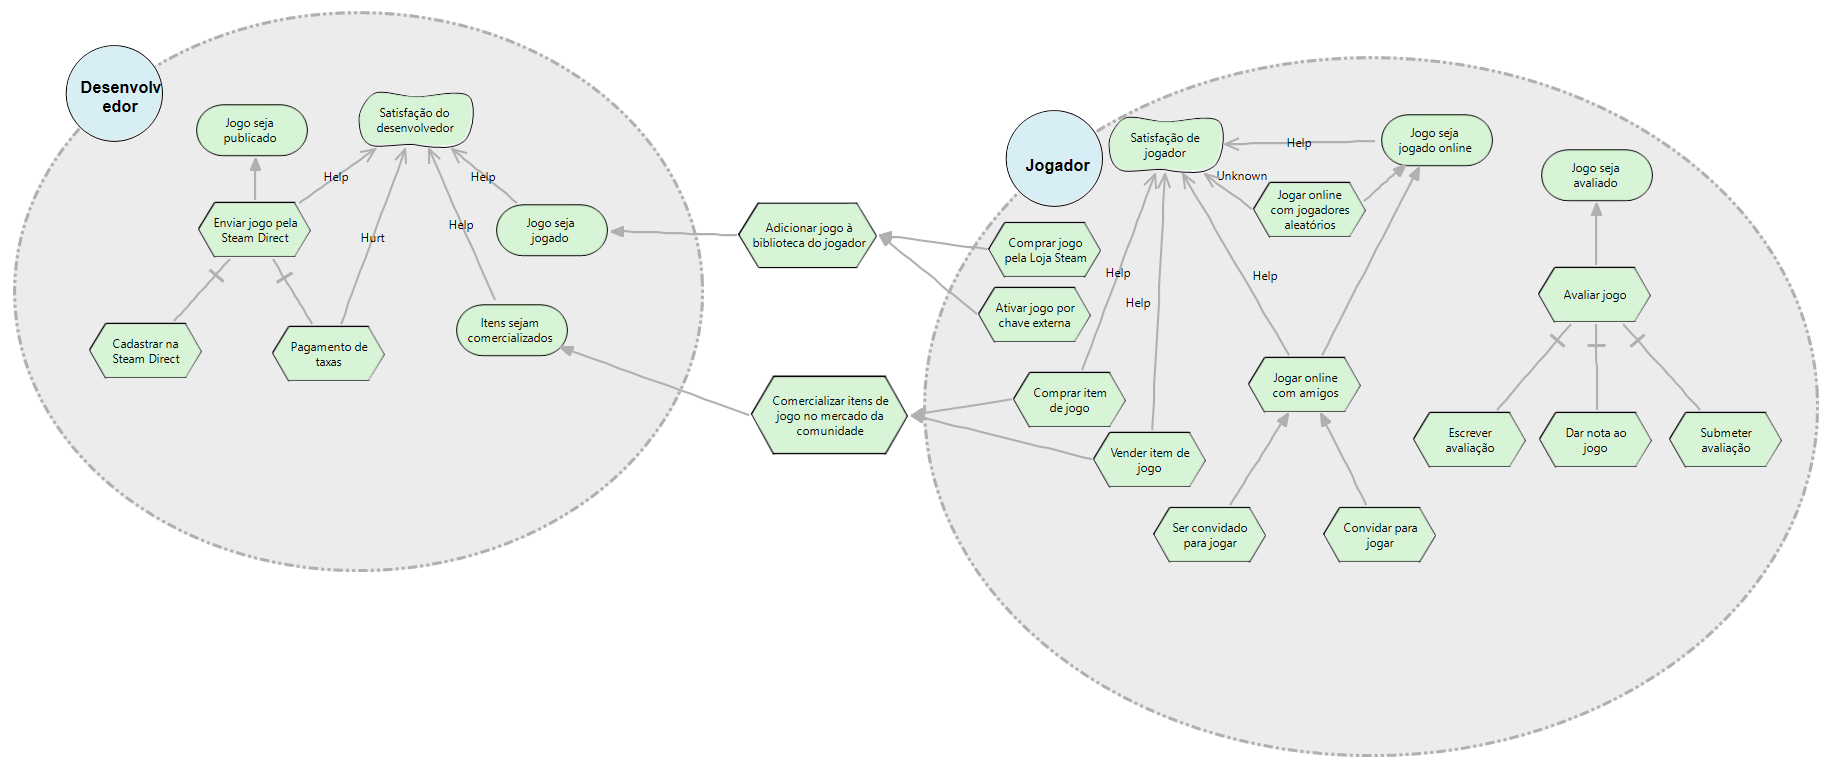 Desenvolv
edor
Jogo seja
publicado
Satisfação do
desenvolvedor
Help
Help
Enviar jogo pela
Steam Direct
Hurt
Help
Jogo seja
jogado
Cadastrar na
Steam Direct
Pagamento de
taxas
Itens sejam
comercializados
Adicionar jogo à
biblioteca do jogador
Comercializar itens de
jogo no mercado da
comunidade
Jogador
Satisfação de
jogador
Help
Jogo seja
jogado online
Unknown
Jogar online
com jogadores
aleatórios
Jogo seja
avaliado
Comprar jogo
pela Loja Steam
Help
Help
Help
Ativar jogo por
chave externa
Avaliar jogo
Comprar item
de jogo
Jogar online
com amigos
Vender item de
jogo
Escrever
avaliação
Dar nota ao
jogo
Submeter
avaliação
Ser convidado
para jogar
Convidar para
jogar